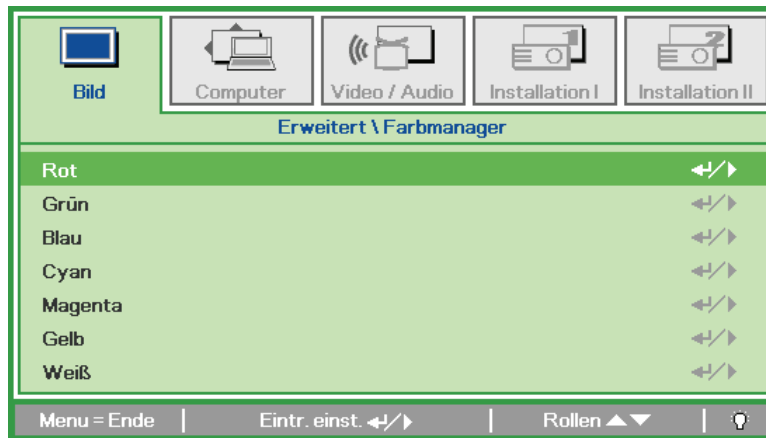 Bild
Computer
Video / Audio
Installation I
Installation II
Erweitert \ Farbmanager
Rot
Grün
Blau
Cyan
Magenta
Gelb
Weiß
Menu = Ende | Eintr. einst. | Rollen